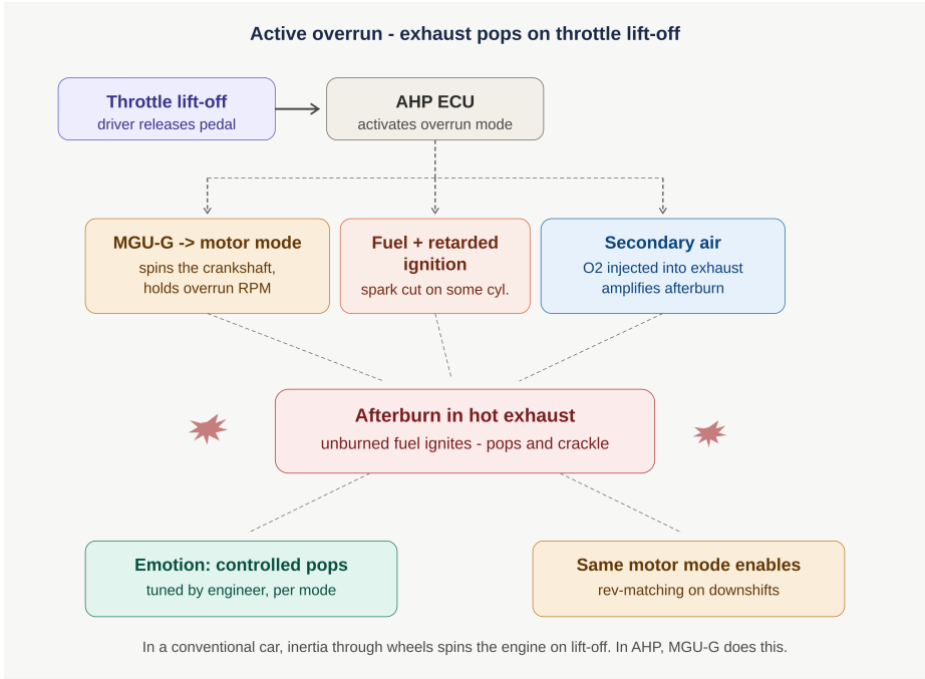 Active overrun - exhaust pops on throttle lift-off
Throttle lift-off
driver releases pedal
AHP ECU
activates overrun mode
MGU-G -> motor mode
spins the crankshaft,
holds overrun RPM
Fuel + retarded
ignition
spark cut on some cyl.
Secondary air
O2 injected into exhaust
amplifies afterburn
Afterburn in hot exhaust
unburned fuel ignites - pops and crackle
Emotion: controlled pops
tuned by engineer, per mode
Same motor mode enables
rev-matching on downshifts
In a conventional car, inertia through wheels spins the engine on lift-off. In AHP, MGU-G does this.